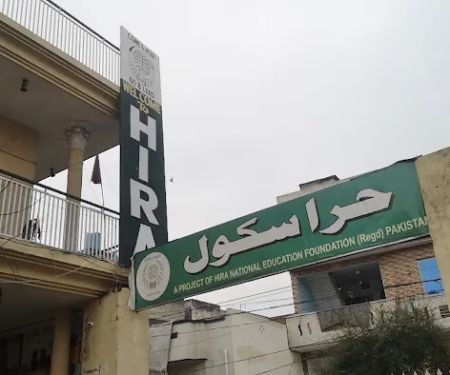 WELCOME
TO
HIRA
حرا سکول
A PROJECT OF HIRA NATIONAL EDUCATION FOUNDATION (Regd) PAKISTAN